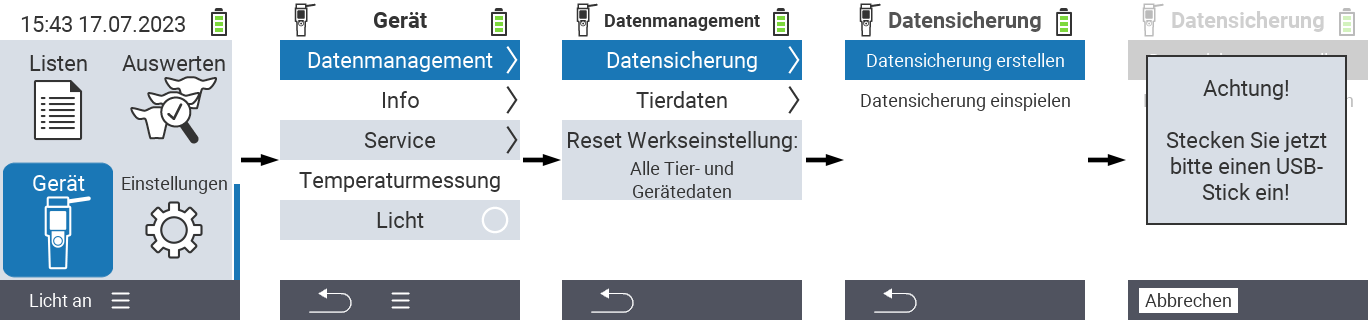 15:43 17.07.2023
Listen
Auswerten
Gerät
Einstellungen
Licht an
Gerät
Datenmanagement
Info
Service
Temperaturmessung
Licht
Datenmanagement
Datensicherung
Tierdaten
Reset Werkseinstellung:
Alle Tier- und
Gerätedaten
Datensicherung
Datensicherung erstellen
Datensicherung einspielen
Datensicherung
Achtung!
Stecken Sie jetzt
bitte einen USB-
Stick ein!
Abbrechen